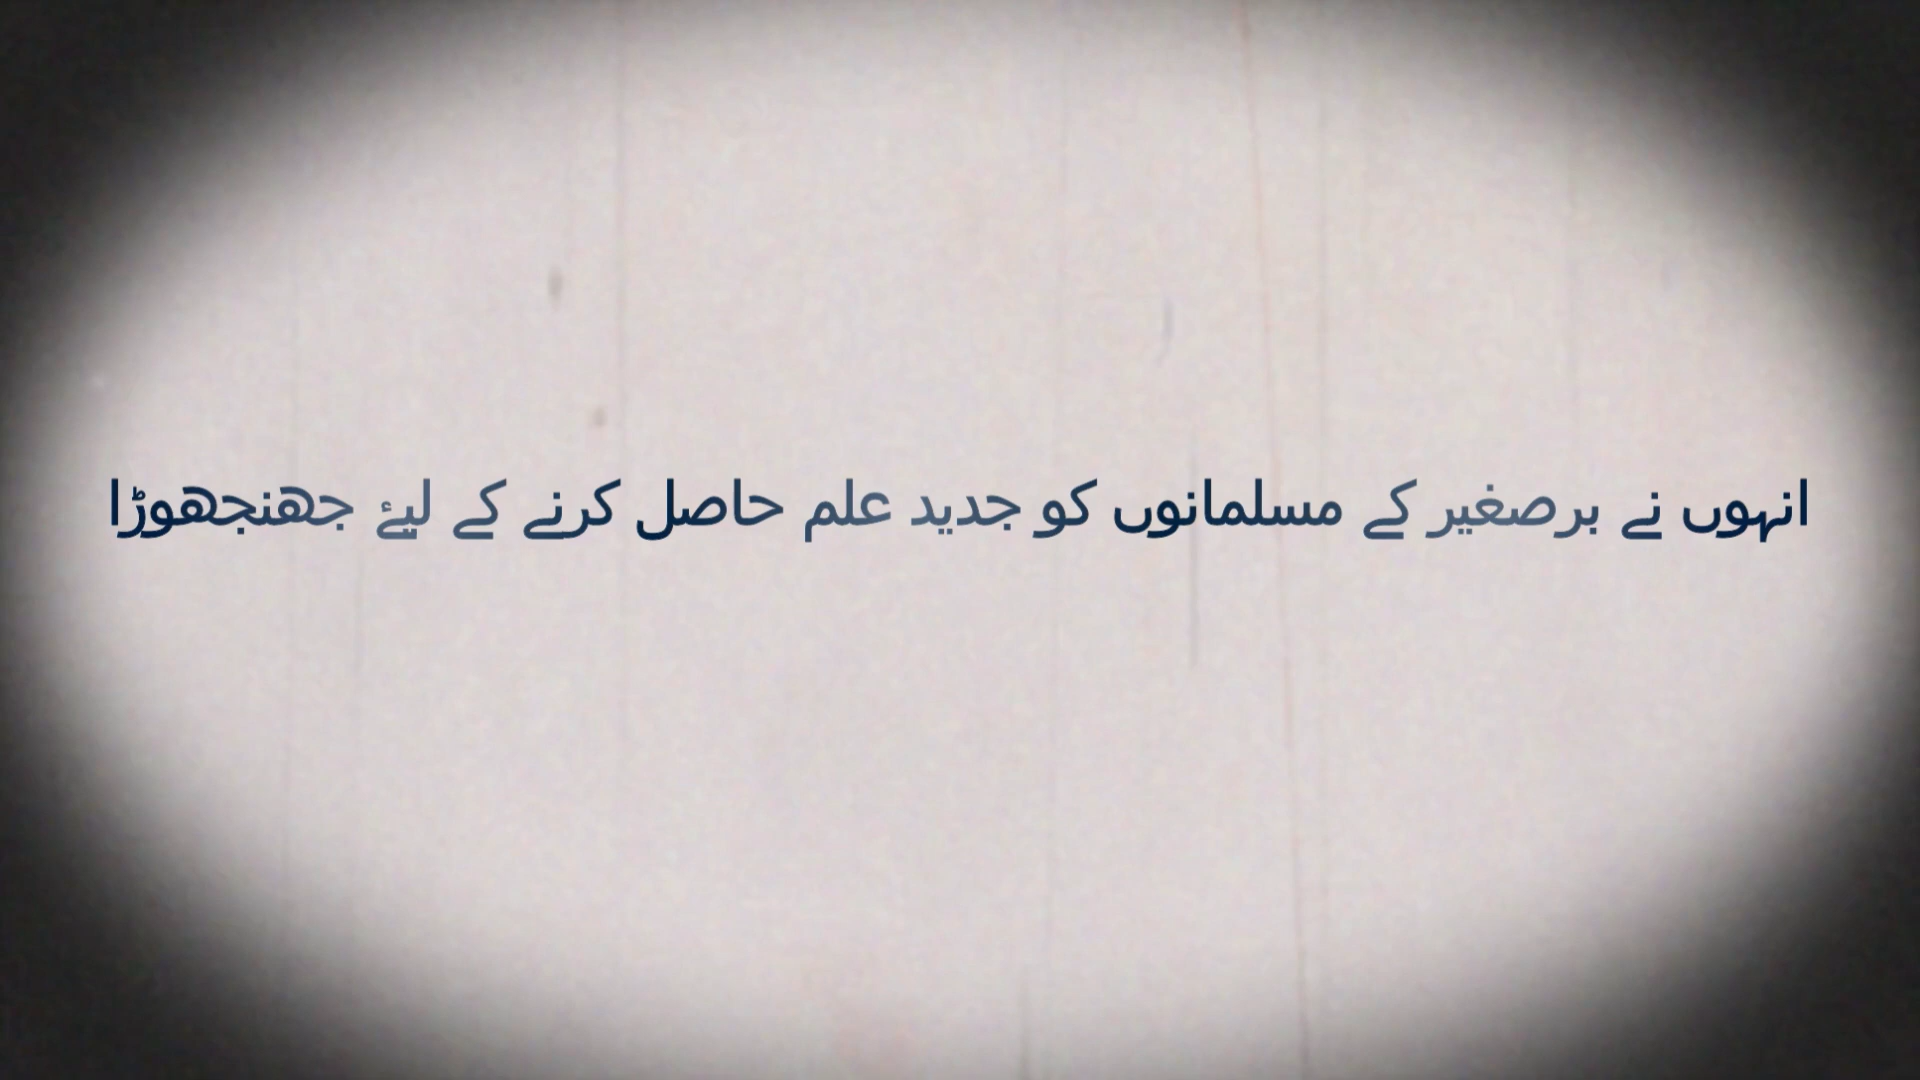 انہوں نے برصغیر کے مسلمانوں کو جدید علم حاصل کرنے کے لیۓ جھنجھوڑا